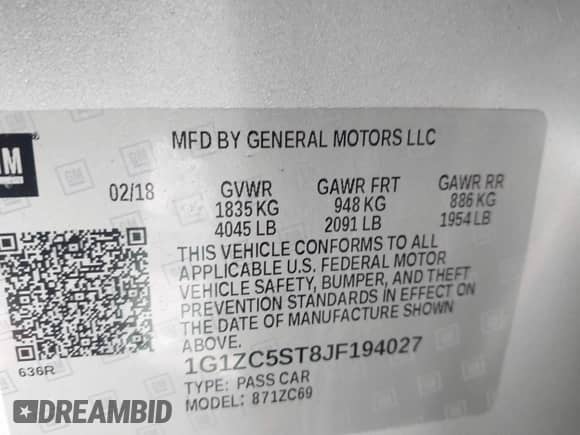 GM
MFD BY GENERAL MOTORS LLC
02/18
GVWR GAWR FRT GAWR RR
1835 KG 948 KG 886 KG
4045 LB 2091 LB 1954 LB
THIS VEHICLE CONFORMS TO ALL
APPLICABLE U.S. FEDERAL MOTOR
VEHICLE SAFETY, BUMPER, AND THEFT
PREVENTION STANDARDS IN EFFECT ON
THE DATE OF MANUFACTURE SHOWN
ABOVE.
636R
1G1ZC5ST8JF194027
TYPE: PASS CAR
MODEL: 871ZC69
DREAMBID